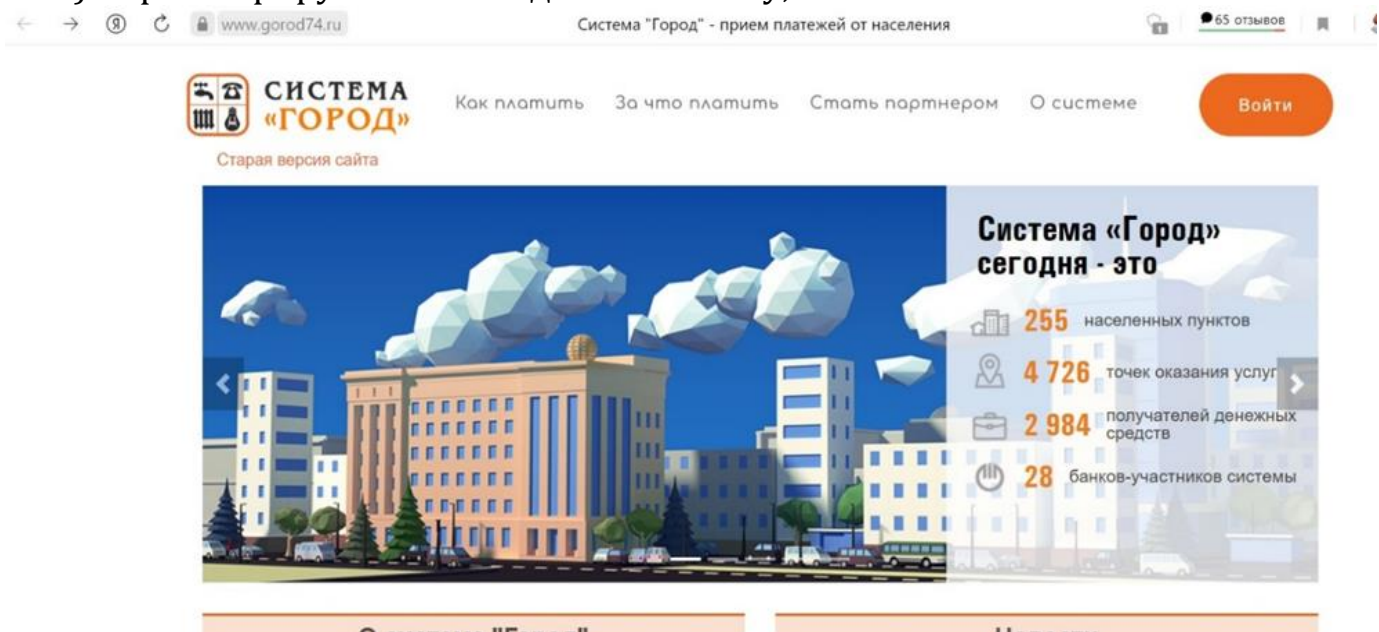 www.gorod74.ru
Система "Город" - прием платежей от населения
65 отзывов
СИСТЕМА
«ГОРОД»
Как платить
За что платить
Стать партнером
О системе
Войти
Старая версия сайта
Система «Город»
сегодня - это
255 населенных пунктов
4 726 точек оказания услуг
2 984 получателей денежных
средств
28 банков-участников системы